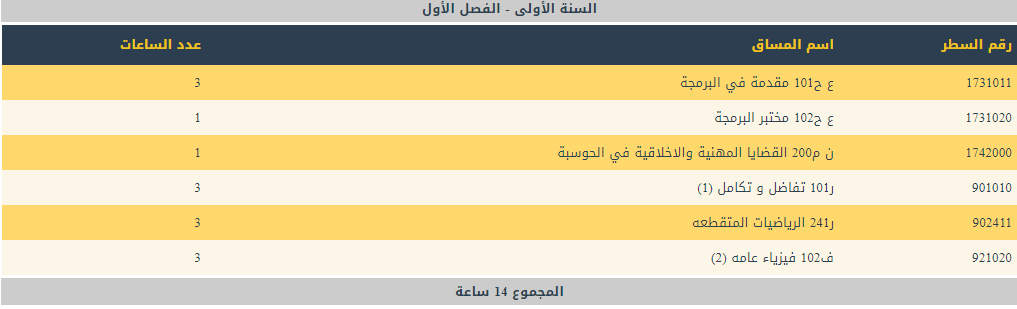 السنة الأولى - الفصل الأول
رقم السطر اسم المساق عدد الساعات
1731011 ع ح101 مقدمة في البرمجة 3
1731020 ع ح102 مختبر البرمجة 1
1742000 ن م200 القضايا المهنية والاخلاقية في الحوسبة 1
901010 ر101 تفاضل و تكامل (1) 3
902411 ر241 الرياضيات المتقطعه 3
921020 ف102 فيزياء عامه (2) 3
المجموع 14 ساعة